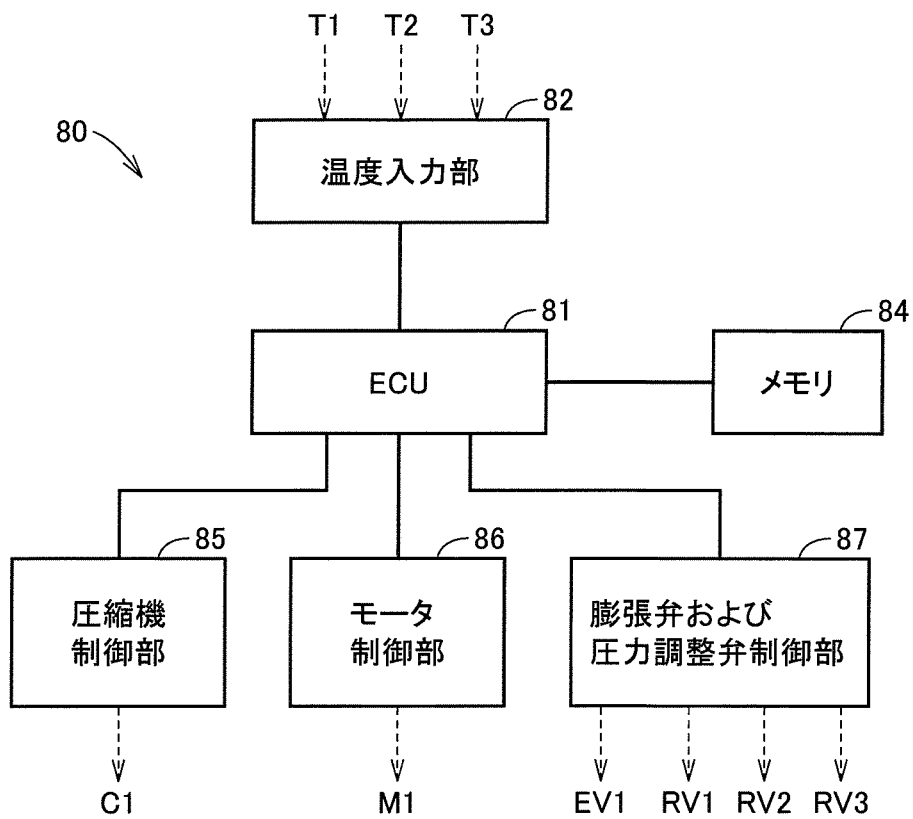 T1 T2 T3
82
80
温度入力部
81
84
ECU
メモリ
85
86
87
圧縮機
制御部
モータ
制御部
膨張弁および
圧力調整弁制御部
C1
M1
EV1 RV1 RV2 RV3